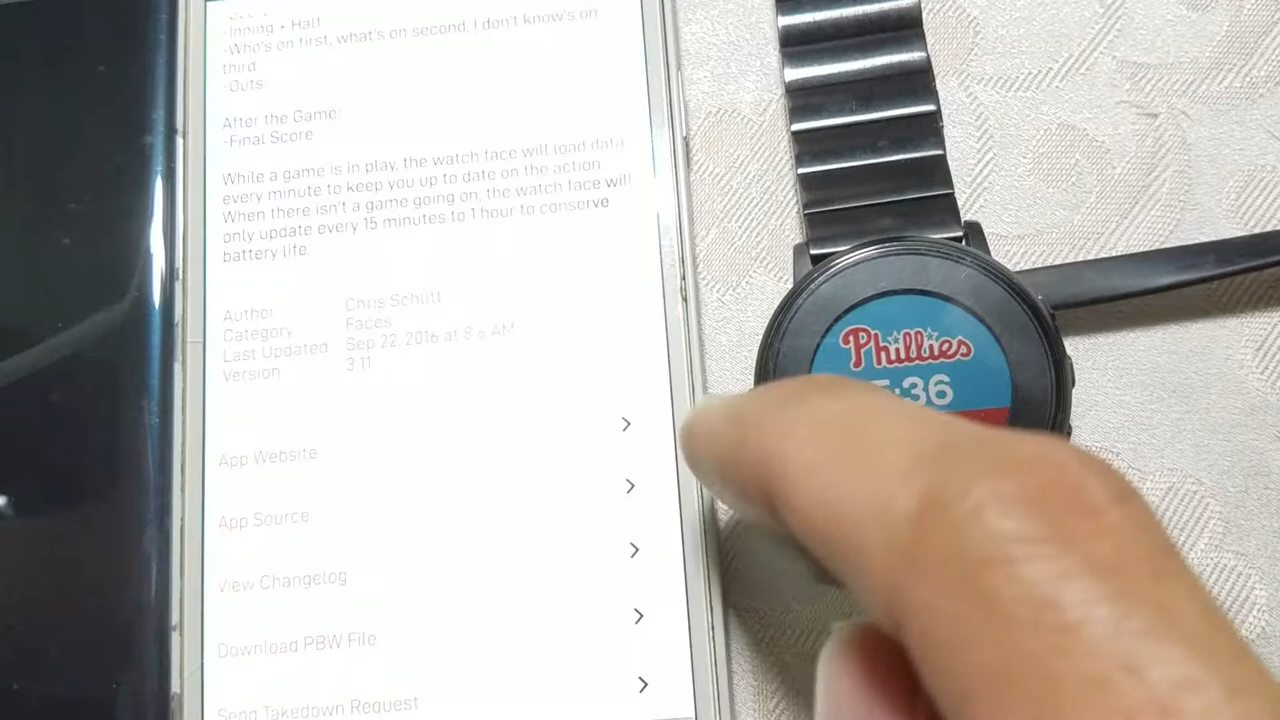 -Inning + Half
-Who's on first, what's on second, I don't know's on
third
-Outs
After the Game:
-Final Score
While a game is in play, the watch face will load data
every minute to keep you up to date on the action.
When there isn't a game going on, the watch face will
only update every 15 minutes to 1 hour to conserve
battery life.
Author Chris Schutt
Category Faces
Last Updated Sep 22, 2016 at 8 AM
Version 3.11
App Website
App Source
View Changelog
Download PBW File
Send Takedown Request
Phillies
:36